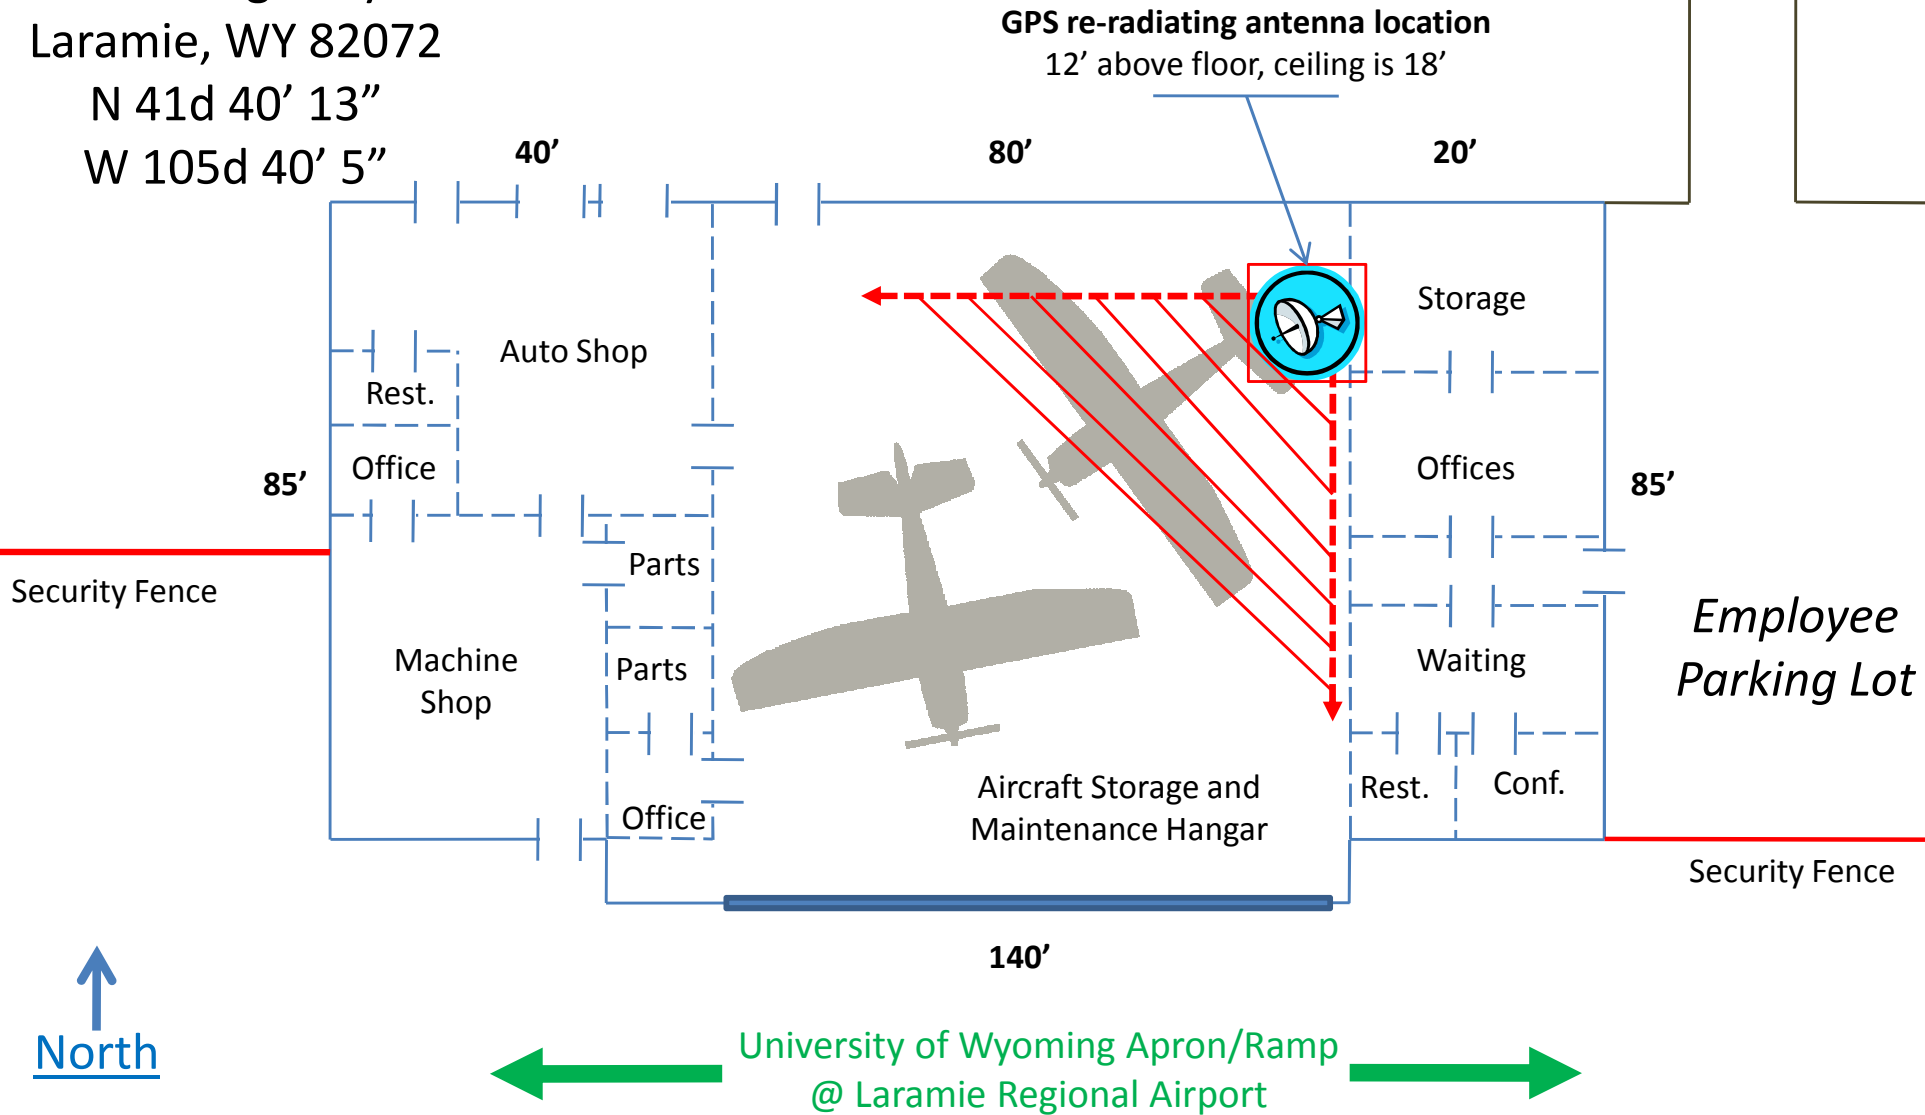 Laramie, WY 82072
N 41d 40’ 13”
W 105d 40’ 5”
GPS re-radiating antenna location
12’ above floor, ceiling is 18’
40’
80’
20’
Storage
Auto Shop
Rest.
Office
Offices
85’
85’
Parts
Security Fence
Employee
Parking Lot
Machine
Shop
Parts
Waiting
Office
Aircraft Storage and
Maintenance Hangar
Rest.
Conf.
Security Fence
140’
North
University of Wyoming Apron/Ramp
@ Laramie Regional Airport